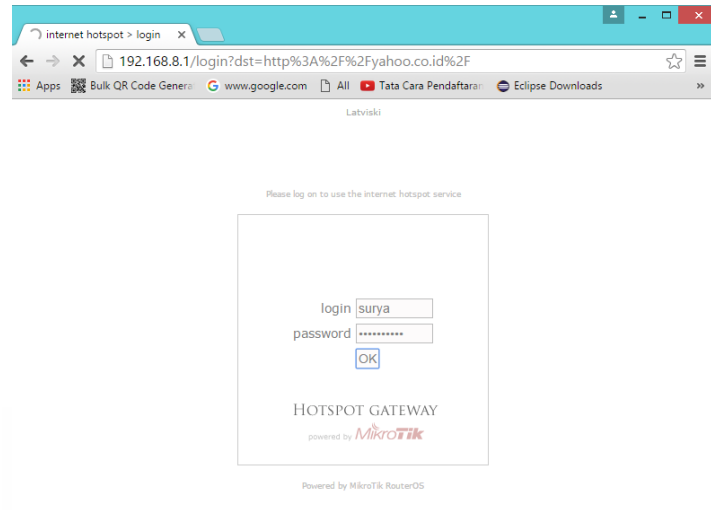 internet hotspot > login
192.168.8.1/login?dst=http%3A%2F%2Fyahoo.co.id%2F
Apps Bulk QR Code Genera www.google.com All Tata Cara Pendaftaran Eclipse Downloads »
Latviski
Please log on to use the internet hotspot service
login surya
password ••••••••••
OK
HOTSPOT GATEWAY
powered by MikroTik
Powered by MikroTik RouterOS